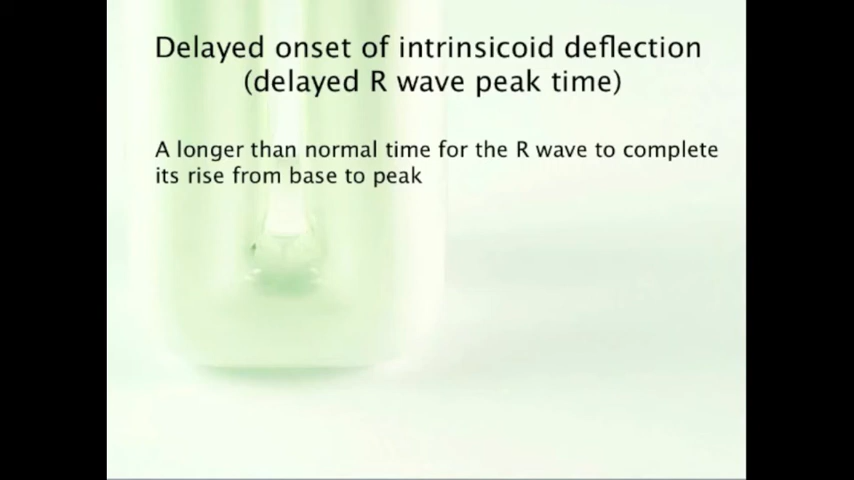 Delayed onset of intrinsicoid deflection
(delayed R wave peak time)
A longer than normal time for the R wave to complete
its rise from base to peak